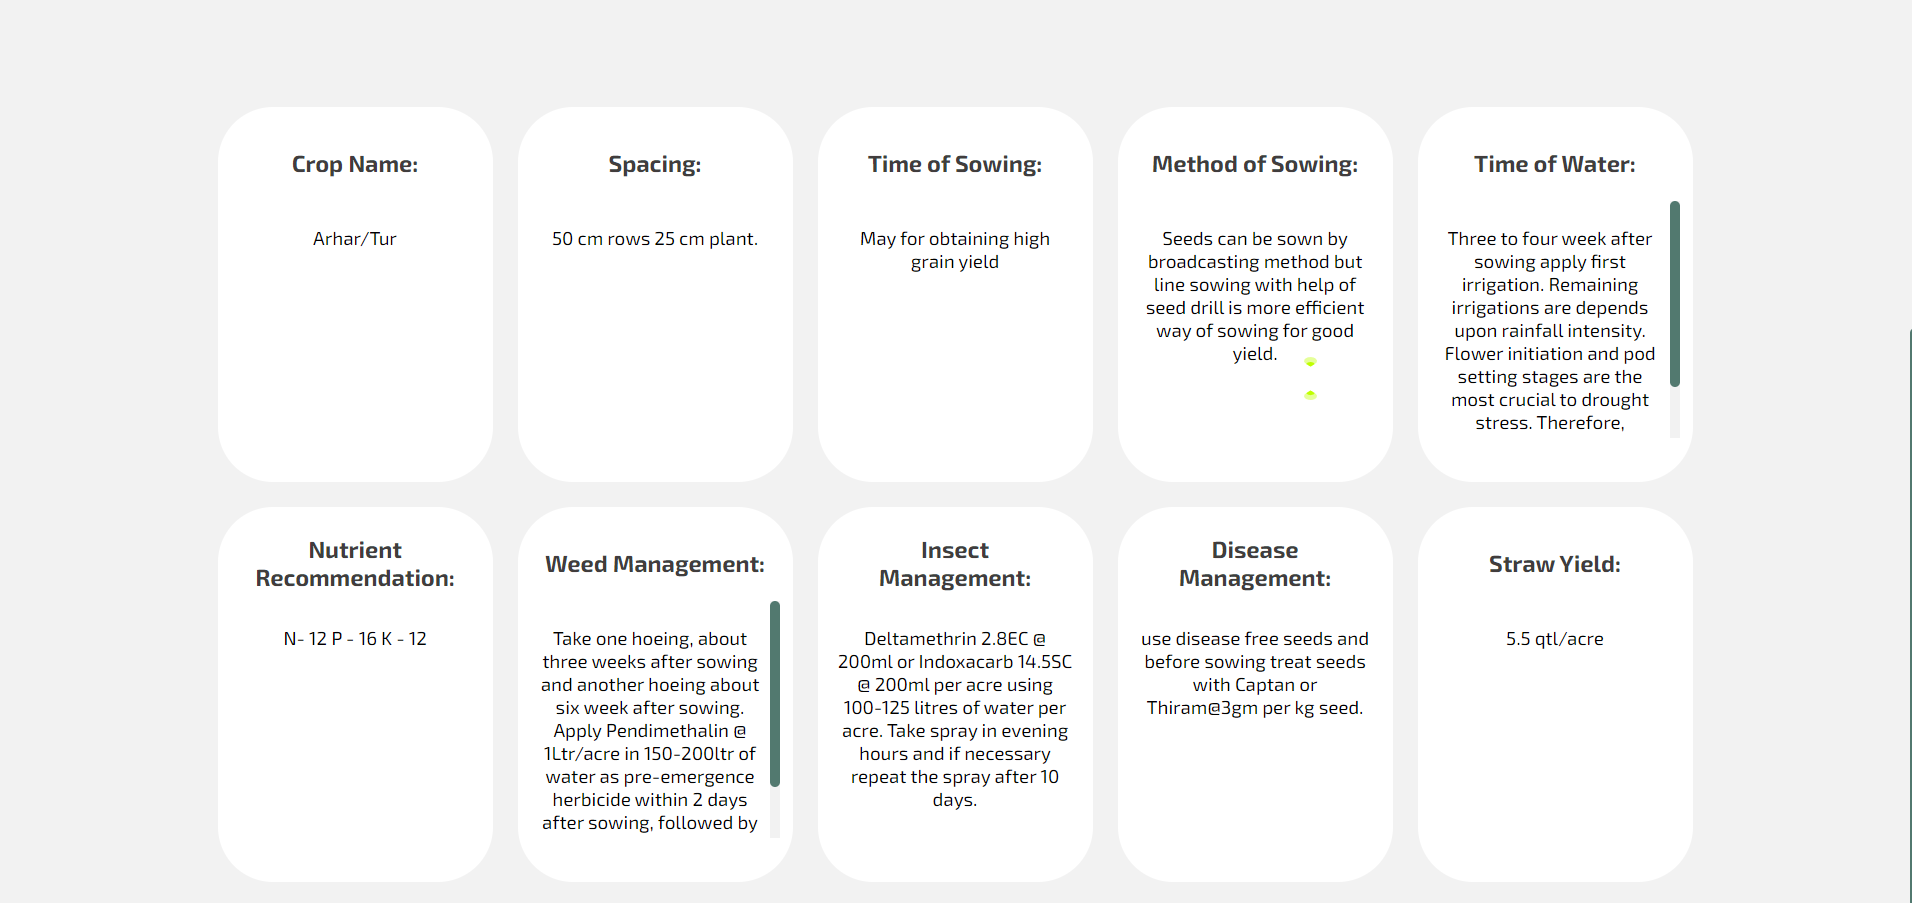 Crop Name:
Arhar/Tur
Spacing:
50 cm rows 25 cm plant.
Time of Sowing:
May for obtaining high
grain yield
Method of Sowing:
Seeds can be sown by
broadcasting method but
line sowing with help of
seed drill is more efficient
way of sowing for good
yield.
Time of Water:
Three to four week after
sowing apply first
irrigation. Remaining
irrigations are depends
upon rainfall intensity.
Flower initiation and pod
setting stages are the
most crucial to drought
stress. Therefore,
Nutrient
Recommendation:
N- 12 P - 16 K - 12
Weed Management:
Take one hoeing, about
three weeks after sowing
and another hoeing about
six week after sowing.
Apply Pendimethalin @
1Ltr/acre in 150-200ltr of
water as pre-emergence
herbicide within 2 days
after sowing, followed by
Insect
Management:
Deltamethrin 2.8EC @
200ml or Indoxacarb 14.5SC
@ 200ml per acre using
100-125 litres of water per
acre. Take spray in evening
hours and if necessary
repeat the spray after 10
days.
Disease
Management:
use disease free seeds and
before sowing treat seeds
with Captan or
Thiram@3gm per kg seed.
Straw Yield:
5.5 qtl/acre